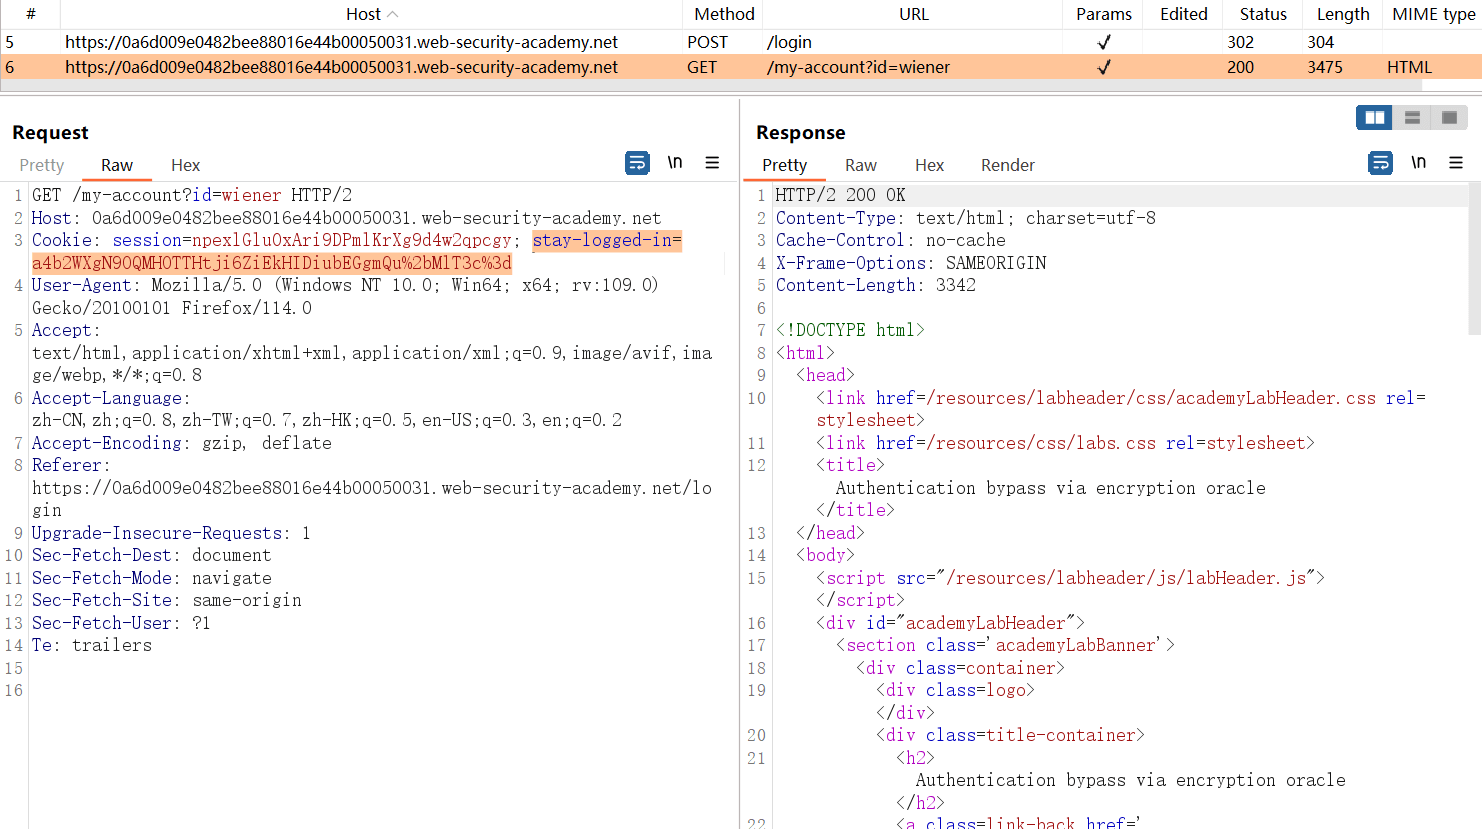 # Host Method URL Params Edited Status Length MIME type
5 https://0a6d009e0482bee88016e44b00050031.web-security-academy.net POST /login ✓ 302 304
6 https://0a6d009e0482bee88016e44b00050031.web-security-academy.net GET /my-account?id=wiener ✓ 200 3475 HTML
Request
Pretty Raw Hex
\n
1 GET /my-account?id=wiener HTTP/2
2 Host: 0a6d009e0482bee88016e44b00050031.web-security-academy.net
3 Cookie: session=npexlGluOxAri9DPmlKrXg9d4w2qpcgy; stay-logged-in=
a4b2WXgN90QMHOTTHtji6ZiEkHIDiubEGgmQu%2bMlT3c%3d
4 User-Agent: Mozilla/5.0 (Windows NT 10.0; Win64; x64; rv:109.0)
Gecko/20100101 Firefox/114.0
5 Accept:
text/html,application/xhtml+xml,application/xml;q=0.9,image/avif,ima
ge/webp,*/*;q=0.8
6 Accept-Language:
zh-CN,zh;q=0.8,zh-TW;q=0.7,zh-HK;q=0.5,en-US;q=0.3,en;q=0.2
7 Accept-Encoding: gzip, deflate
8 Referer:
https://0a6d009e0482bee88016e44b00050031.web-security-academy.net/lo
gin
9 Upgrade-Insecure-Requests: 1
10 Sec-Fetch-Dest: document
11 Sec-Fetch-Mode: navigate
12 Sec-Fetch-Site: same-origin
13 Sec-Fetch-User: ?1
14 Te: trailers
15
16
Response
Pretty Raw Hex Render
\n
1 HTTP/2 200 OK
2 Content-Type: text/html; charset=utf-8
3 Cache-Control: no-cache
4 X-Frame-Options: SAMEORIGIN
5 Content-Length: 3342
6
7 <!DOCTYPE html>
8 <html>
9 <head>
10 <link href=/resources/labheader/css/academyLabHeader.css rel=
stylesheet>
11 <link href=/resources/css/labs.css rel=stylesheet>
12 <title>
Authentication bypass via encryption oracle
</title>
13 </head>
14 <body>
15 <script src="/resources/labheader/js/labHeader.js">
</script>
16 <div id="academyLabHeader">
17 <section class='academyLabBanner'>
18 <div class=container>
19 <div class=logo>
</div>
20 <div class=title-container>
21 <h2>
Authentication bypass via encryption oracle
</h2>
22 <a class=link-back href='